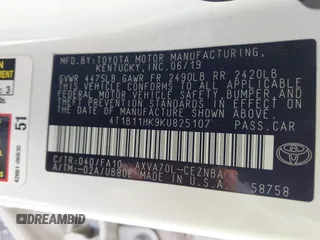 MFD. BY:TOYOTA MOTOR MANUFACTURING,
KENTUCKY, INC.06/19
GVWR 4475LB GAWR FR 2490LB RR 2420LB
THIS VEHICLE CONFORMS TO ALL APPLICABLE
FEDERAL MOTOR VEHICLE SAFETY, BUMPER, AND
THEFT PREVENTION STANDARDS IN EFFECT ON
THE DATE OF MANUFACTURE SHOWN ABOVE.
4T1B11HK9KU825107 PASS.CAR
C/TR:040/FA10 AXVA70L-CEZNBA
A/TM:-02A/UB80E MADE IN U.S.A.
58758
TOYOTA
51
3